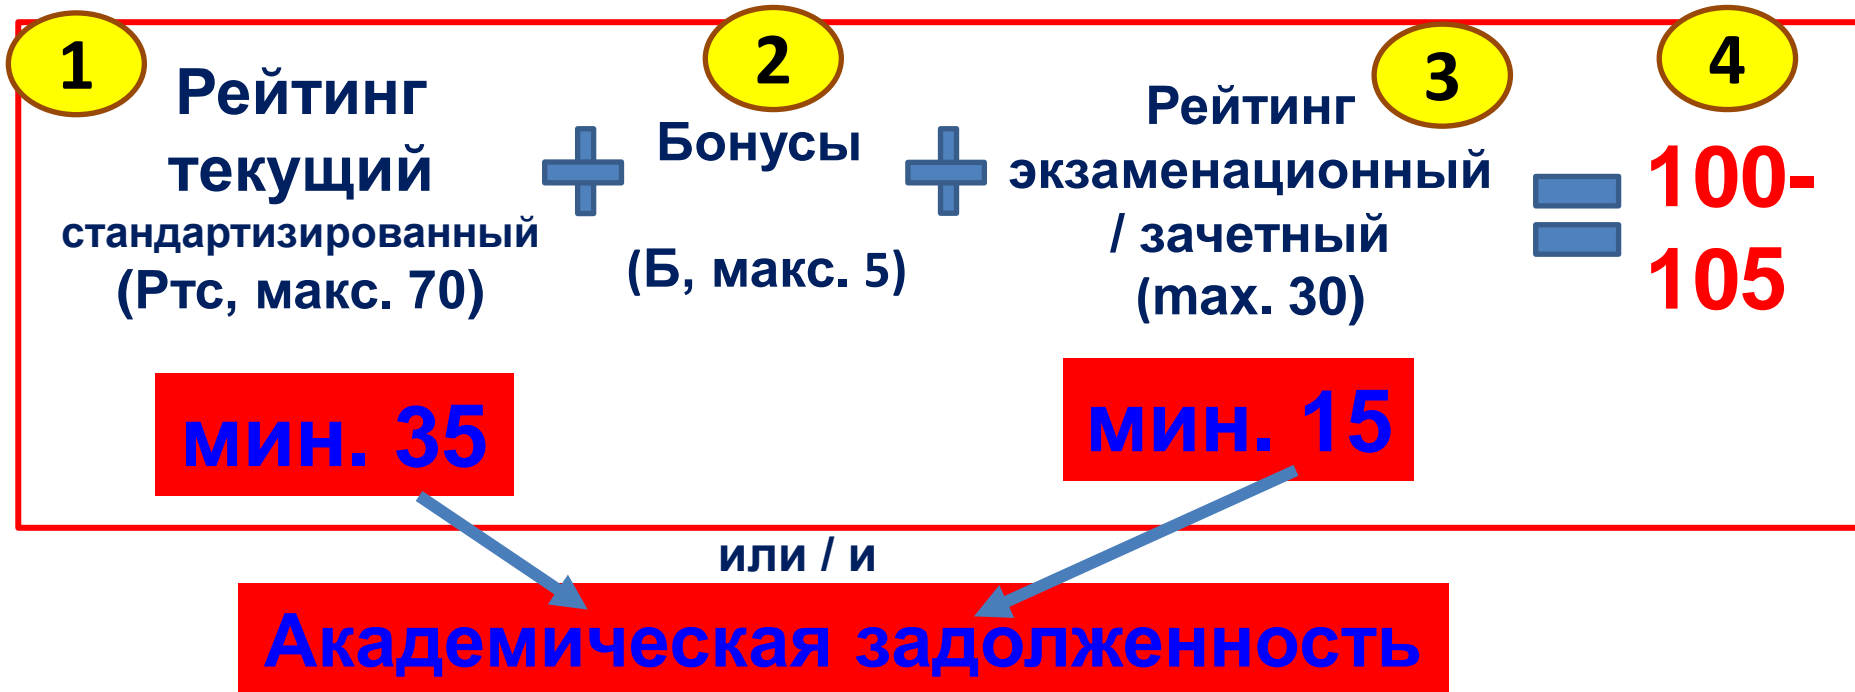 1
Рейтинг
текущий
стандартизированный
(Ртс, макс. 70)
2
Бонусы
(Б, макс. 5)
3
Рейтинг
экзаменационный
/ зачетный
(max. 30)
4
100-
105
мин. 35
мин. 15
или / и
Академическая задолженность